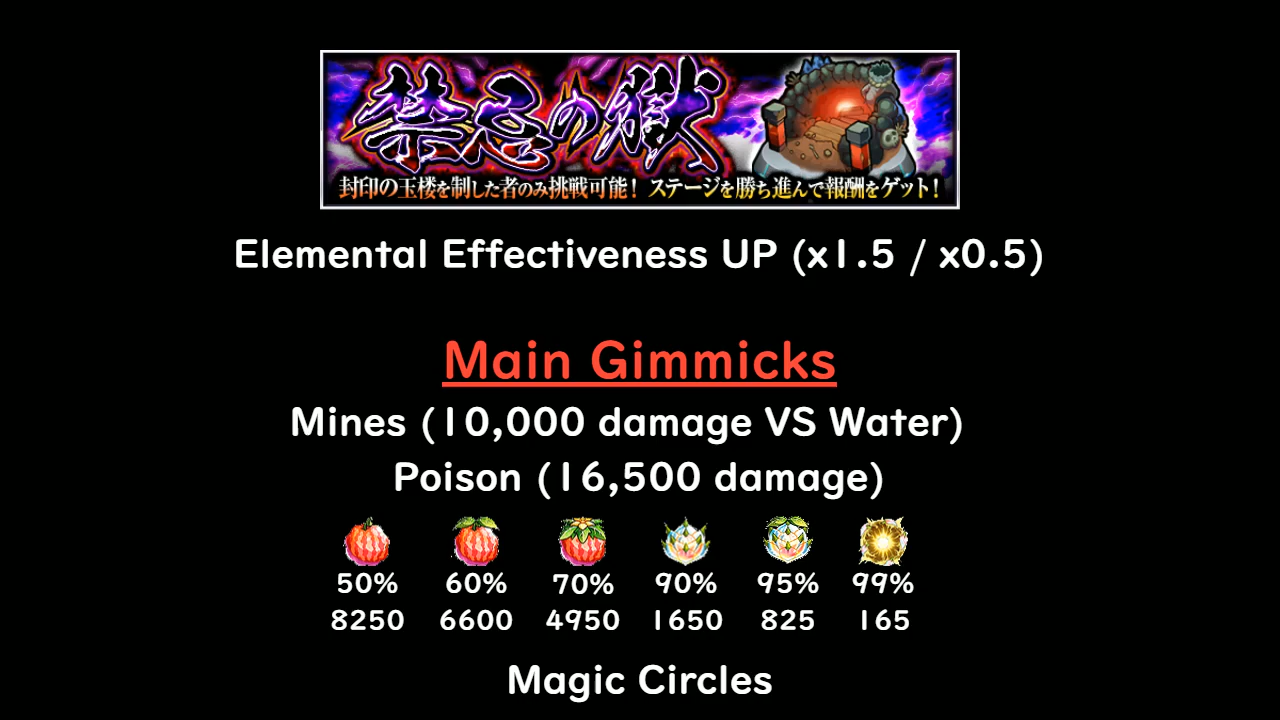 禁忌の獄
封印の玉楼を制した者のみ挑戦可能！ ステージを勝ち進んで報酬をゲット！
Elemental Effectiveness UP (x1.5 / x0.5)
Main Gimmicks
Mines (10,000 damage VS Water)
Poison (16,500 damage)
50% 60% 70% 90% 95% 99%
8250 6600 4950 1650 825 165
Magic Circles